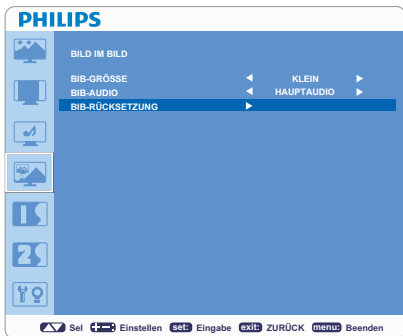 PHILIPS
BILD IM BILD
BIB-GRÖSSE KLEIN
BIB-AUDIO HAUPTAUDIO
BIB-RÜCKSETZUNG
Sel Einstellen set: Eingabe exit: ZURÜCK menu: Beenden